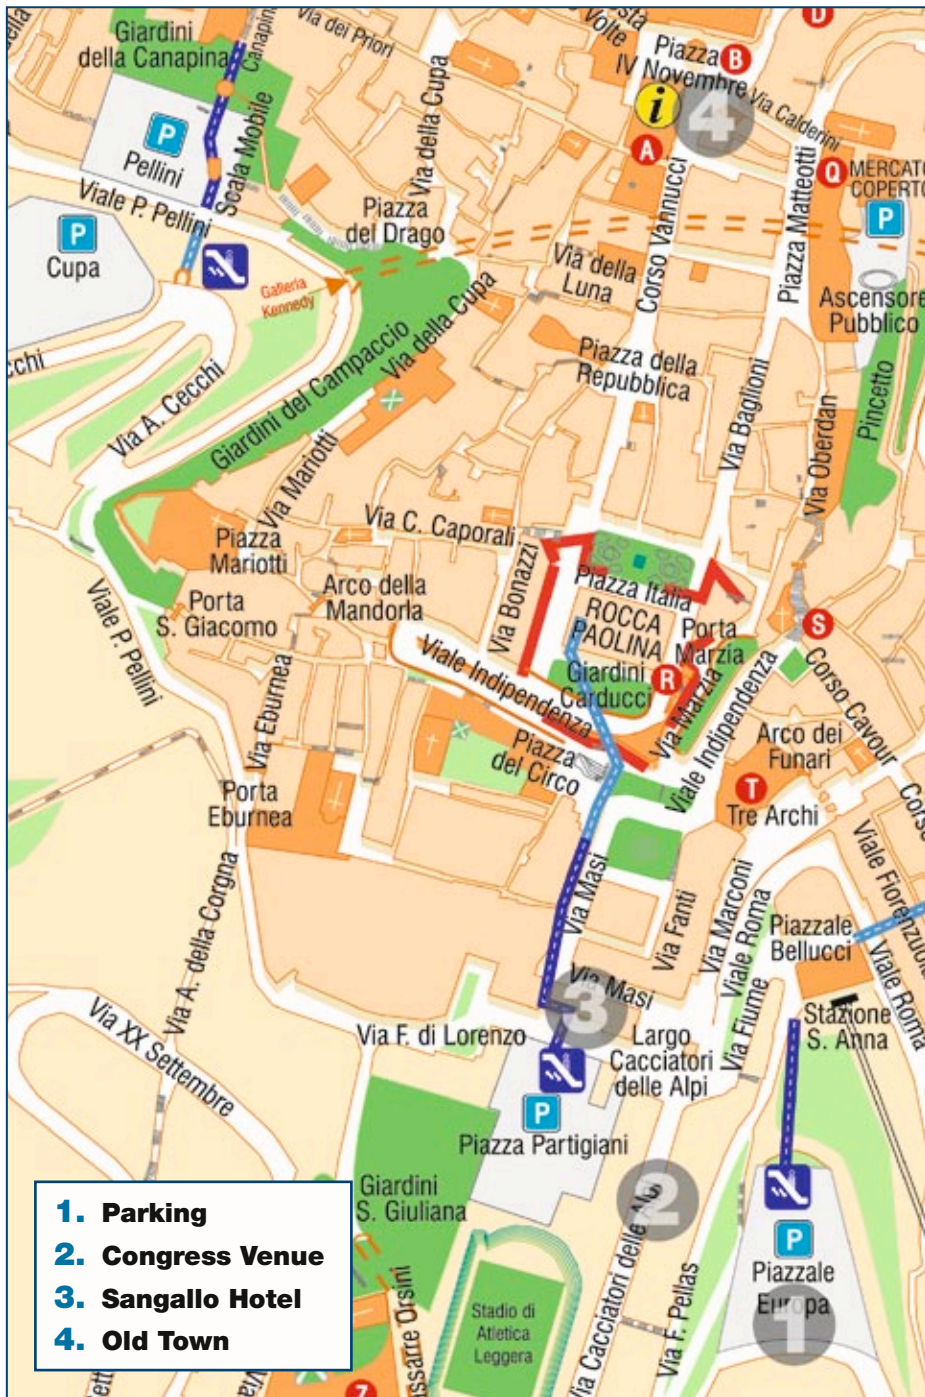 Giardini
della Canapina
Canapina
Via dei Priori
Volte
Piazza
IV Novembre
B
D
i
4
A
Via Calderini
Q
MERCATO
COPERTO
P
P
Pellini
Scala Mobile
Via della Cupa
Viale P. Pellini
P
Cupa
Piazza
del Drago
Galleria
Kennedy
Via della
Luna
Corso Vannucci
Piazza Matteotti
Ascensore
Pubblico
Via della Cupa
Giardini del Campaccio
Piazza della
Repubblica
Via Baglioni
Via Oberdan
Pincetto
Via A. Cecchi
Via Mariotti
Via C. Caporali
Piazza
Mariotti
Arco della
Mandorla
Via Bonazzi
Piazza Italia
ROCCA
PAOLINA
Porta
Marzia
S
Porta
S. Giacomo
Viale P. Pellini
Via Eburnea
Viale Indipendenza
Giardini
Carducci
R
Via Marzia
Viale Indipendenza
Corso Cavour
Arco dei
Funari
Piazza
del Circo
Porta
Eburnea
T
Tre Archi
Corso
Via A. della Corgna
Via Masi
Via Fanti
Via Marconi
Viale Roma
Piazzale
Bellucci
Viale Roma
Via Masi
3
Via F. di Lorenzo
Largo
Cacciatori
delle Alpi
Via Fiume
Stazione
S. Anna
Via XX Settembre
P
Piazza Partigiani
Giardini
S. Giuliana
2
P
Piazzale
Europa
1
Via Cacciatori delle Alpi
Via F. Pellas
Stadio di
Atletica
Leggera
1. Parking
2. Congress Venue
3. Sangallo Hotel
4. Old Town